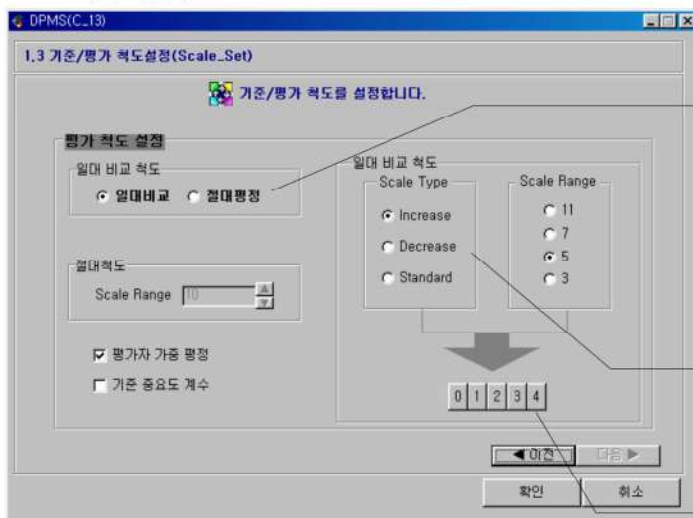 DPMS(C_13)
1.3 기준/평가 척도설정(Scale_Set)
기준/평가 척도를 설정합니다.
평가 척도 설정
일대 비교 척도
일대비교 절대평정
절대척도
Scale Range 10
평가자 가중 평정
기준 중요도 계수
일대 비교 척도
Scale Type
Increase
Decrease
Standard
Scale Range
11
7
5
3
0 1 2 3 4
◀ 이전 다음 ▶
확인 취소